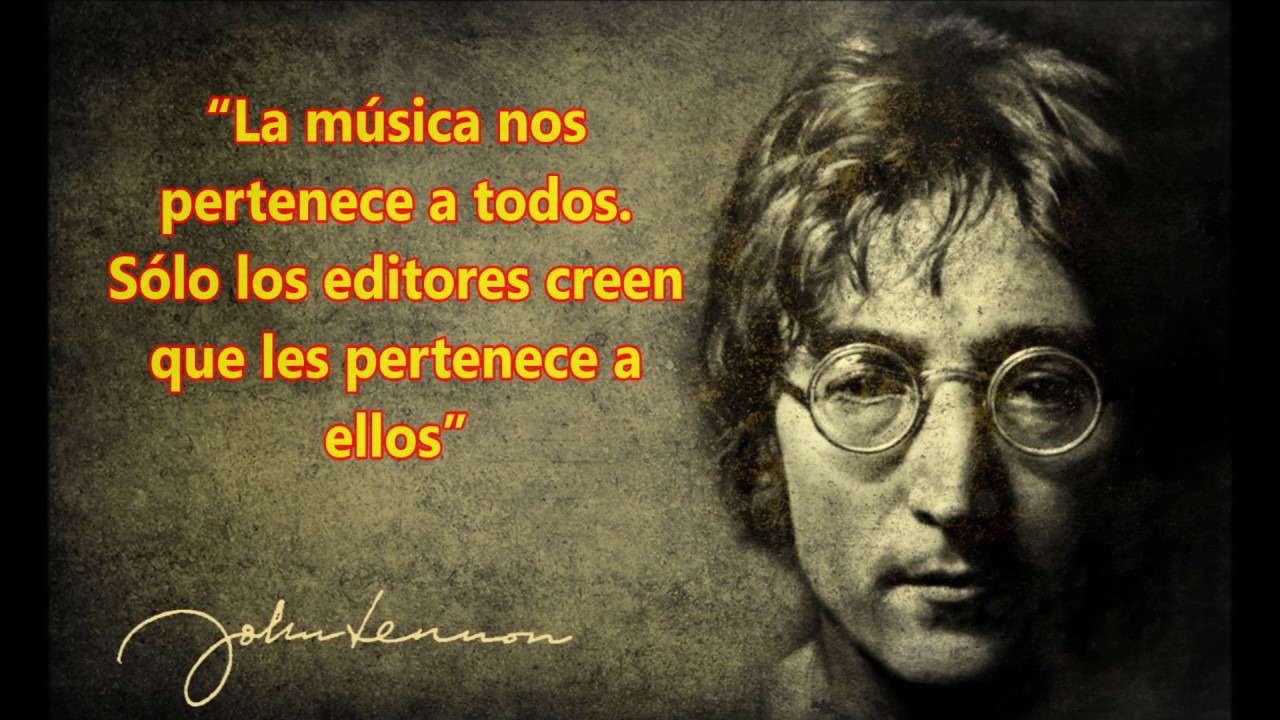 “La música nos
pertenece a todos.
Sólo los editores creen
que les pertenece a
ellos”
John Lennon